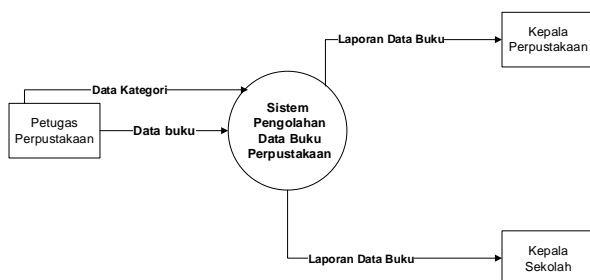 Laporan Data Buku
Kepala
Perpustakaan
Data Kategori
Petugas
Perpustakaan
Data buku
Sistem
Pengolahan
Data Buku
Perpustakaan
Laporan Data Buku
Kepala
Sekolah